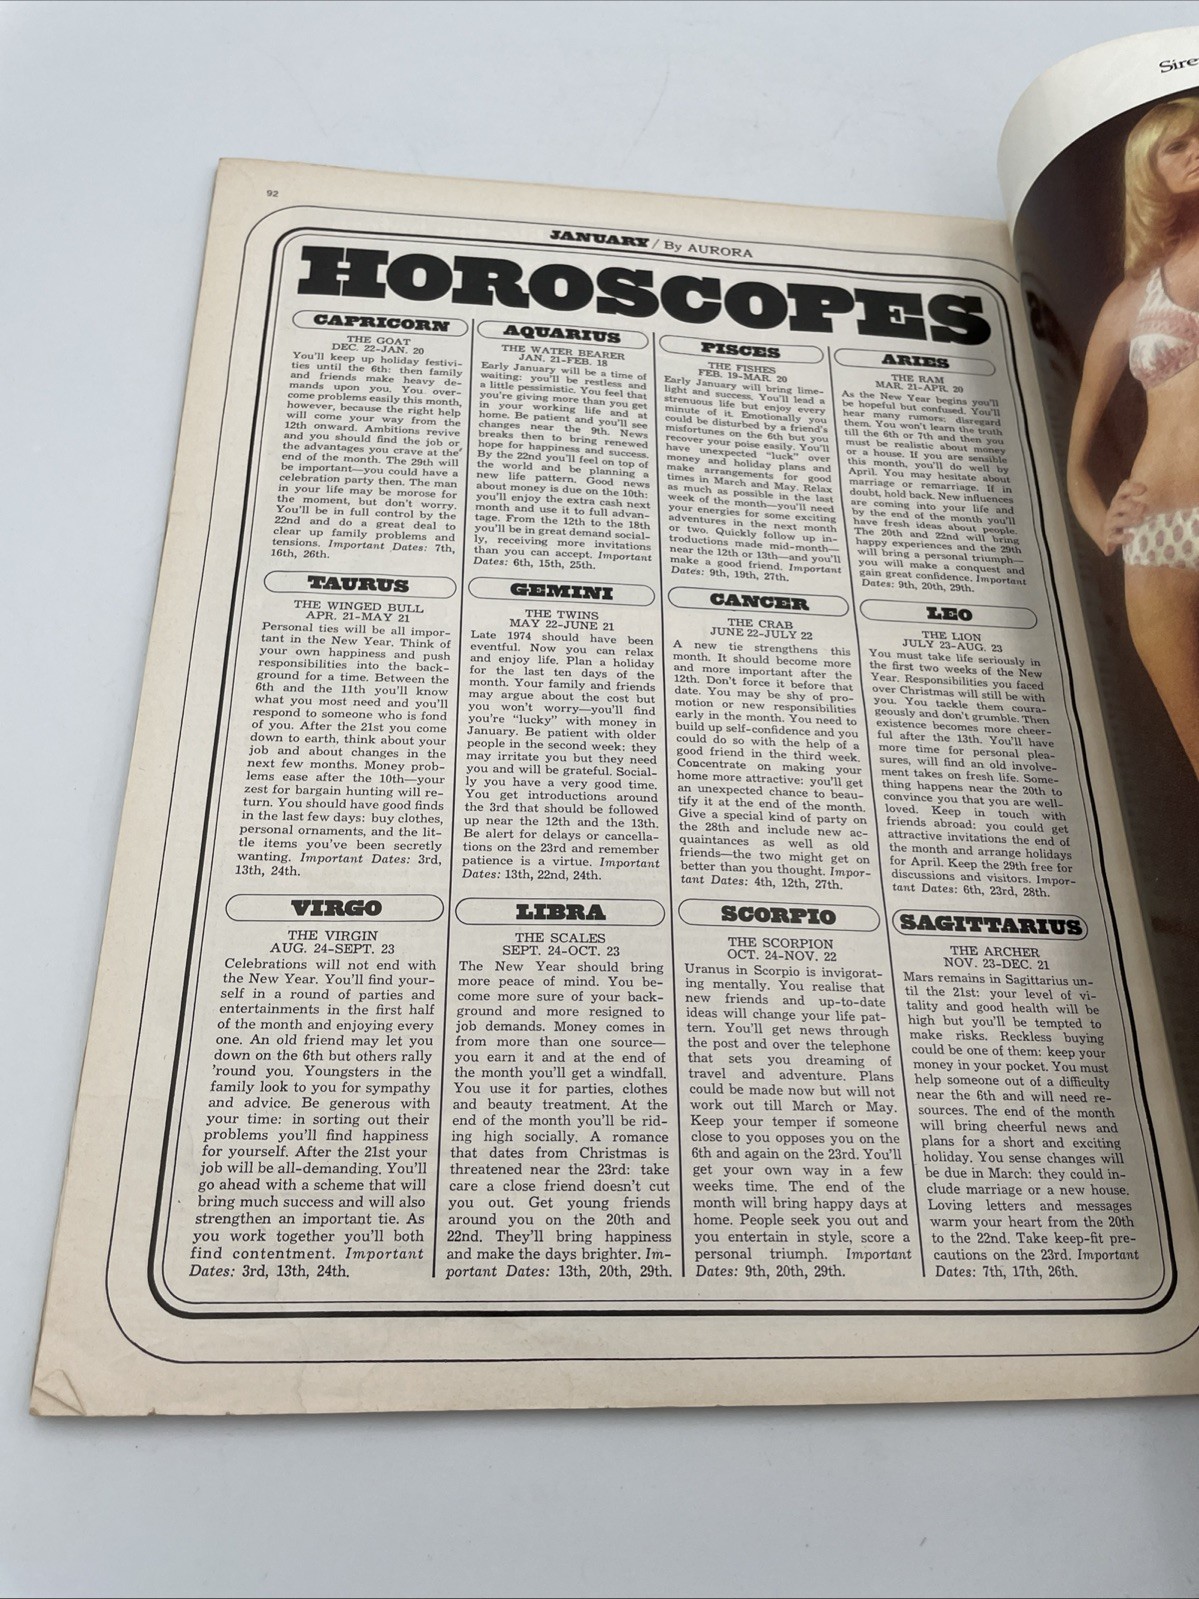 92
Sire
JANUARY / By AURORA
HOROSCOPES
CAPRICORN
THE GOAT
DEC. 22-JAN. 20
You'll keep up holiday festivi-
ties until the 6th: then family
and friends make heavy de-
mands upon you. You over-
come problems easily this month,
however, because the right help
will come your way from the
12th onward. Ambitions revive
and you should find the job or
the advantages you crave at the
end of the month. The 29th will
be important—you could have a
celebration party then. The man
in your life may be morose for
the moment, but don't worry.
You'll be in full control by the
22nd and do a great deal to
clear up family problems and
tensions. Important Dates: 7th,
16th, 26th.
AQUARIUS
THE WATER BEARER
JAN. 21-FEB. 18
Early January will be a time of
waiting: you'll be restless and
a little pessimistic. You feel that
you're giving more than you get
in your working life and at
home. Be patient and you'll see
changes near the 9th. News
breaks then to bring renewed
hope for happiness and success.
By the 22nd you'll feel on top of
the world and be planning a
new life pattern. Good news
about money is due on the 10th:
you'll enjoy the extra cash next
month and use it to full advan-
tage. From the 12th to the 18th
you'll be in great demand social-
ly, receiving more invitations
than you can accept. Important
Dates: 6th, 15th, 25th.
PISCES
THE FISHES
FEB. 19-MAR. 20
Early January will bring lime-
light and success. You'll lead a
strenuous life but enjoy every
minute of it. Emotionally you
could be disturbed by a friend's
misfortunes on the 6th but you
recover your poise easily. You'll
have unexpected "luck" over
money and holiday plans and
make arrangements for good
times in March and May. Relax
as much as possible in the last
week of the month—you'll need
your energies for some exciting
adventures in the next month
or two. Quickly follow up in-
troductions made mid-month—
near the 12th or 13th—and you'll
make a good friend. Important
Dates: 9th, 19th, 27th.
ARIES
THE RAM
MAR. 21-APR. 20
As the New Year begins you'll
be hopeful but confused. You'll
hear many rumors: disregard
them. You won't learn the truth
till the 6th or 7th and then you
must be realistic about money
or a house. If you are sensible
this month, you'll do well by
April. You may hesitate about
marriage or remarriage. If in
doubt, hold back. New influences
are coming into your life and
by the end of the month you'll
have fresh ideas about people.
The 20th and 22nd will bring
happy experiences and the 29th
will bring a personal triumph—
you will make a conquest and
gain great confidence. Important
Dates: 9th, 20th, 29th.
TAURUS
THE WINGED BULL
APR. 21-MAY 21
Personal ties will be all impor-
tant in the New Year. Think of
your own happiness and push
responsibilities into the back-
ground for a time. Between the
6th and the 11th you'll know
what you most need and you'll
respond to someone who is fond
of you. After the 21st you come
down to earth, think about your
job and about changes in the
next few months. Money prob-
lems ease after the 10th—your
zest for bargain hunting will re-
turn. You should have good finds
in the last few days: buy clothes,
personal ornaments, and the lit-
tle items you've been secretly
wanting. Important Dates: 3rd,
13th, 24th.
GEMINI
THE TWINS
MAY 22-JUNE 21
Late 1974 should have been
eventful. Now you can relax
and enjoy life. Plan a holiday
for the last ten days of the
month. Your family and friends
may argue about the cost but
you won't worry—you'll find
you're "lucky" with money in
January. Be patient with older
people in the second week: they
may irritate you but they need
you and will be grateful. Social-
ly you have a very good time.
You get introductions around
the 3rd that should be followed
up near the 12th and the 13th.
Be alert for delays or cancella-
tions on the 23rd and remember
patience is a virtue. Important
Dates: 13th, 22nd, 24th.
CANCER
THE CRAB
JUNE 22-JULY 22
A new tie strengthens this
month. It should become more
and more important after the
12th. Don't force it before that
date. You may be shy of pro-
motion or new responsibilities
early in the month. You need to
build up self-confidence and you
could do so with the help of a
good friend in the third week.
Concentrate on making your
home more attractive: you'll get
an unexpected chance to beau-
tify it at the end of the month.
Give a special kind of party on
the 28th and include new ac-
quaintances as well as old
friends—the two might get on
better than you thought. Impor-
tant Dates: 4th, 12th, 27th.
LEO
THE LION
JULY 23-AUG. 23
You must take life seriously in
the first two weeks of the New
Year. Responsibilities you faced
over Christmas will still be with
you. You tackle them coura-
geously and don't grumble. Then
existence becomes more cheer-
ful after the 13th. You'll have
more time for personal plea-
sures, will find an old involve-
ment takes on fresh life. Some-
thing happens near the 20th to
convince you that you are well-
loved. Keep in touch with
friends abroad: you could get
attractive invitations the end of
the month and arrange holidays
for April. Keep the 29th free for
discussions and visitors. Impor-
tant Dates: 6th, 23rd, 28th.
VIRGO
THE VIRGIN
AUG. 24-SEPT. 23
Celebrations will not end with
the New Year. You'll find your-
self in a round of parties and
entertainments in the first half
of the month and enjoying every
one. An old friend may let you
down on the 6th but others rally
'round you. Youngsters in the
family look to you for sympathy
and advice. Be generous with
your time: in sorting out their
problems you'll find happiness
for yourself. After the 21st your
job will be all-demanding. You'll
go ahead with a scheme that will
bring much success and will also
strengthen an important tie. As
you work together you'll both
find contentment. Important
Dates: 3rd, 13th, 24th.
LIBRA
THE SCALES
SEPT. 24-OCT. 23
The New Year should bring
more peace of mind. You be-
come more sure of your back-
ground and more resigned to
job demands. Money comes in
from more than one source—
you earn it and at the end of
the month you'll get a windfall.
You use it for parties, clothes
and beauty treatment. At the
end of the month you'll be rid-
ing high socially. A romance
that dates from Christmas is
threatened near the 23rd: take
care a close friend doesn't cut
you out. Get young friends
around you on the 20th and
22nd. They'll bring happiness
and make the days brighter. Im-
portant Dates: 13th, 20th, 29th.
SCORPIO
THE SCORPION
OCT. 24-NOV. 22
Uranus in Scorpio is invigorat-
ing mentally. You realise that
new friends and up-to-date
ideas will change your life pat-
tern. You'll get news through
the post and over the telephone
that sets you dreaming of
travel and adventure. Plans
could be made now but will not
work out till March or May.
Keep your temper if someone
close to you opposes you on the
6th and again on the 23rd. You'll
get your own way in a few
weeks time. The end of the
month will bring happy days at
home. People seek you out and
you entertain in style, score a
personal triumph. Important
Dates: 9th, 20th, 29th.
SAGITTARIUS
THE ARCHER
NOV. 23-DEC. 21
Mars remains in Sagittarius un-
til the 21st: your level of vi-
tality and good health will be
high but you'll be tempted to
make risks. Reckless buying
could be one of them: keep your
money in your pocket. You must
help someone out of a difficulty
near the 6th and will need re-
sources. The end of the month
will bring cheerful news and
plans for a short and exciting
holiday. You sense changes will
be due in March: they could in-
clude marriage or a new house.
Loving letters and messages
warm your heart from the 20th
to the 22nd. Take keep-fit pre-
cautions on the 23rd. Important
Dates: 7th, 17th, 26th.